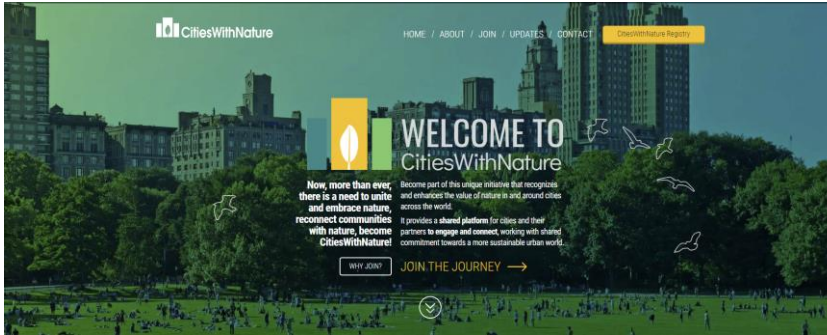 CitiesWithNature
HOME / ABOUT / JOIN / UPDATES / CONTACT
CitiesWithNature Registry
WELCOME TO
CitiesWithNature
Now, more than ever,
there is a need to unite
and embrace nature,
reconnect communities
with nature, become
CitiesWithNature!
Become part of this unique initiative that recognizes
and enhances the value of nature in and around cities
across the world.
It provides a shared platform for cities and their
partners to engage and connect, working with shared
commitment towards a more sustainable urban world.
WHY JOIN?
JOIN THE JOURNEY